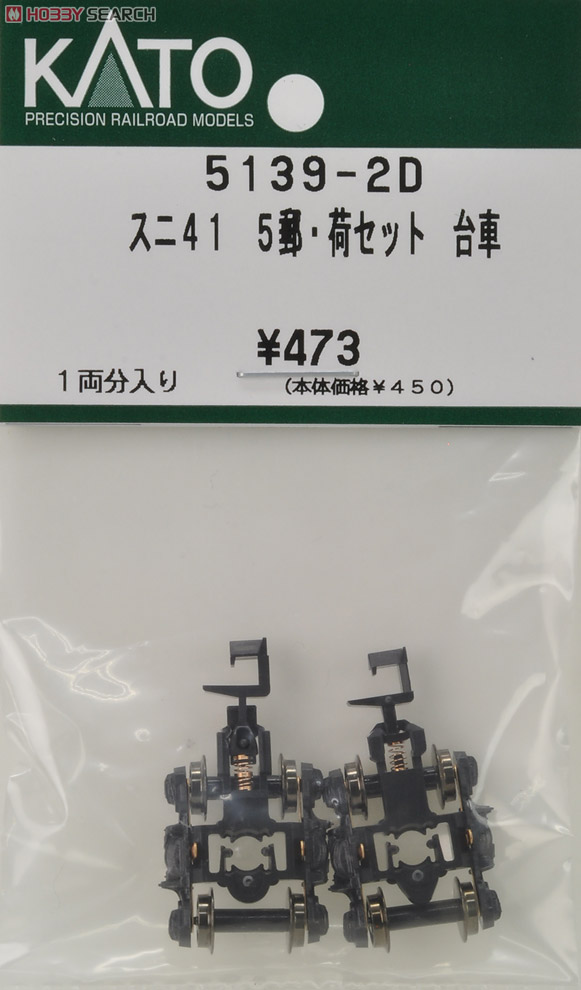 HOBBY SEARCH
KATO
PRECISION RAILROAD MODELS
5139-2D
スニ41 5郵・荷セット 台車
¥473
1両分入り (本体価格¥450)